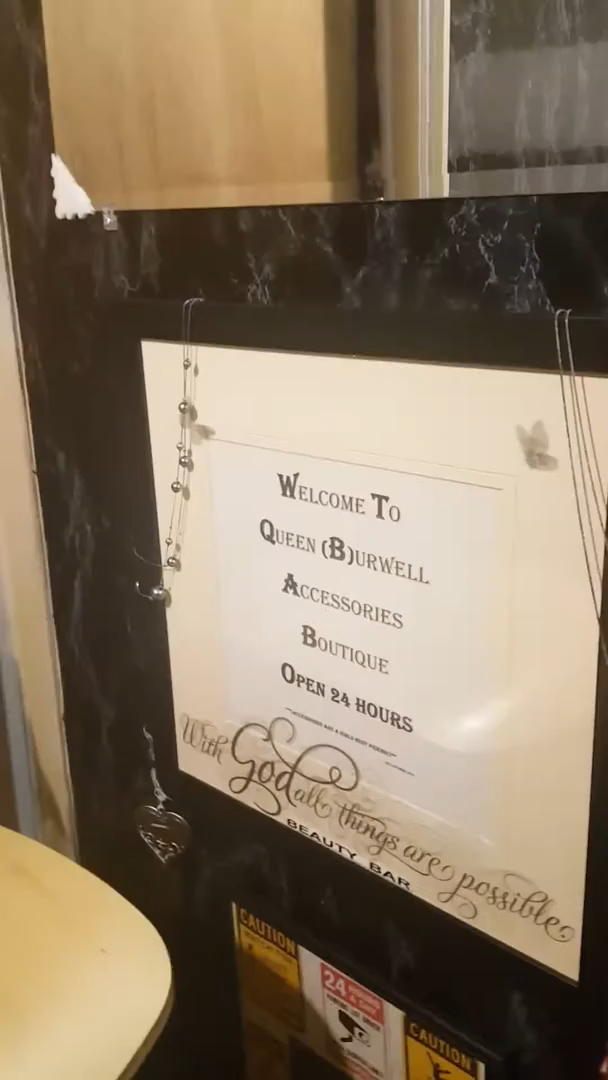 Welcome To
Queen (B)urwell
Accessories
Boutique
Open 24 Hours
With God all things are possible
BEAUTY BAR
CAUTION
24 HOURS
CAUTION